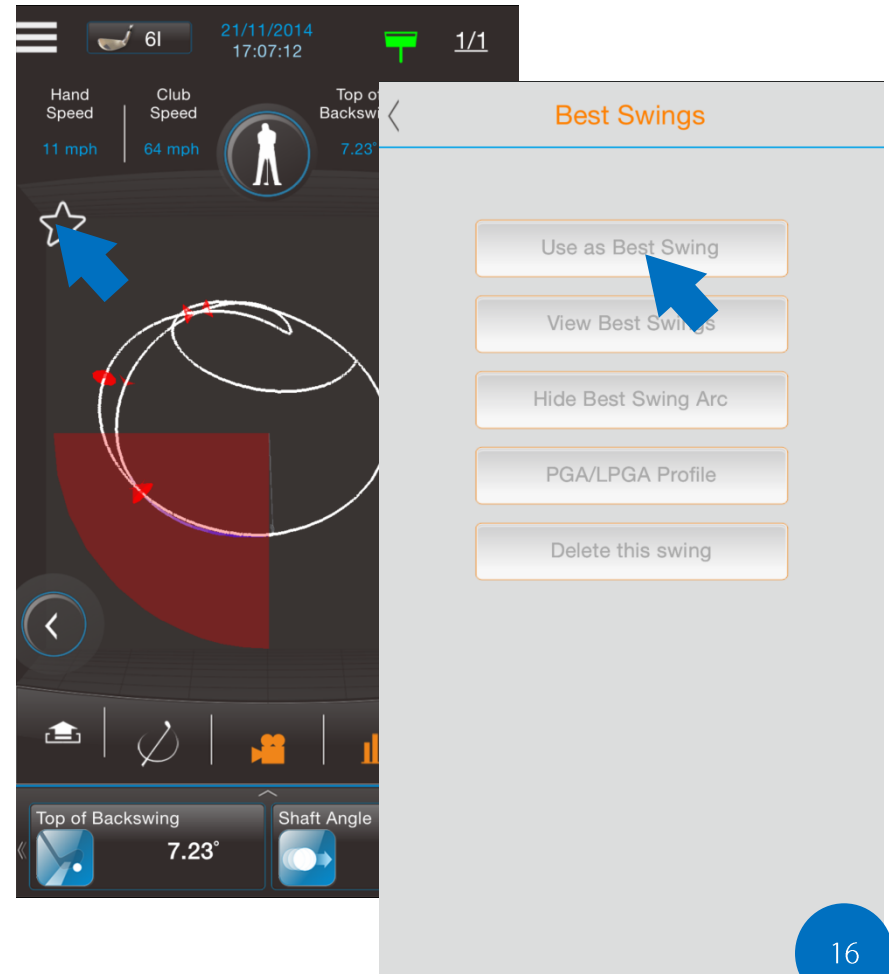 6I
21/11/2014
17:07:12
1/1
Hand
Speed
11 mph
Club
Speed
64 mph
Top of
Backswi
7.23°
Best Swings
Use as Best Swing
View Best Swings
Hide Best Swing Arc
PGA/LPGA Profile
Delete this swing
Top of Backswing
7.23°
Shaft Angle
16